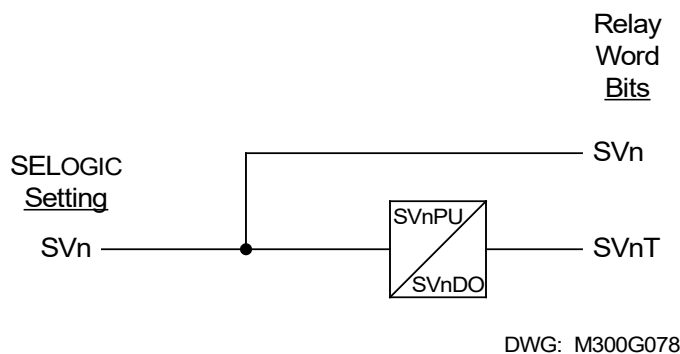 Relay
Word
Bits
SVn
SELOGIC
Setting
SVnPU
SVn
SVnT
SVnDO
DWG: M300G078